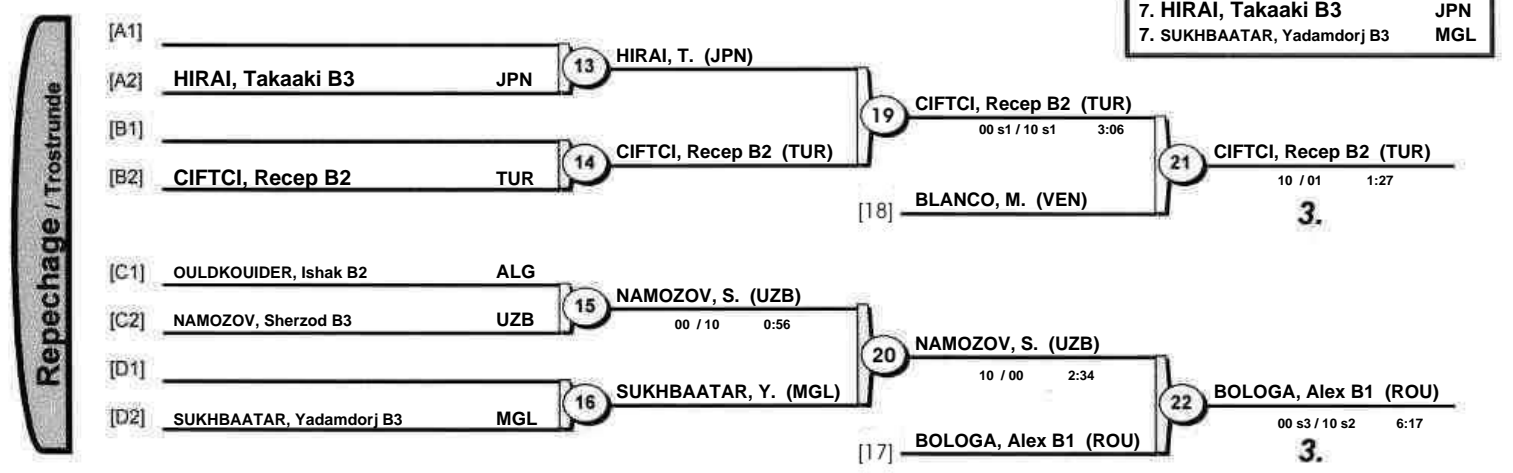 7. HIRAI, Takaaki B3 JPN
7. SUKHBAATAR, Yadamdorj B3 MGL
Repechage / Trostrunde
[A1]
[A2] HIRAI, Takaaki B3 JPN
13 HIRAI, T. (JPN)
[B1]
[B2] CIFTCI, Recep B2 TUR
14 CIFTCI, Recep B2 (TUR)
19 CIFTCI, Recep B2 (TUR)
00 s1 / 10 s1 3:06
[18] BLANCO, M. (VEN)
21 CIFTCI, Recep B2 (TUR)
10 / 01 1:27
3.
[C1] OULDKOUIDER, Ishak B2 ALG
[C2] NAMOZOV, Sherzod B3 UZB
15 NAMOZOV, S. (UZB)
00 / 10 0:56
[D1]
[D2] SUKHBAATAR, Yadamdorj B3 MGL
16 SUKHBAATAR, Y. (MGL)
20 NAMOZOV, S. (UZB)
10 / 00 2:34
[17] BOLOGA, Alex B1 (ROU)
22 BOLOGA, Alex B1 (ROU)
00 s3 / 10 s2 6:17
3.